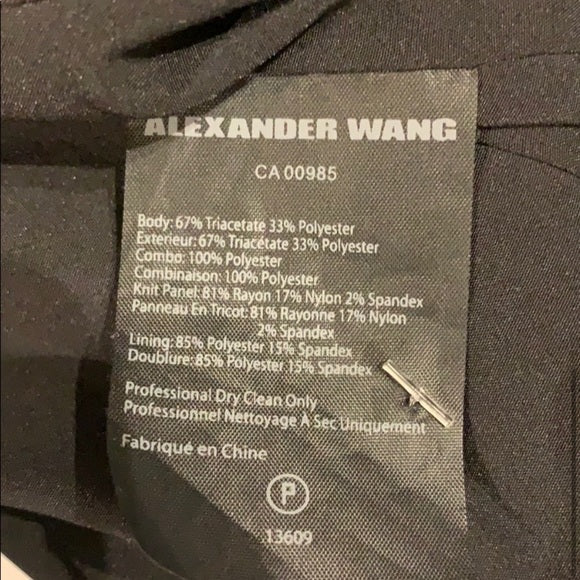 ALEXANDER WANG
CA 00985
Body: 67% Triacetate 33% Polyester
Exterieur: 67% Triacétate 33% Polyester
Combo: 100% Polyester
Combinaison: 100% Polyester
Knit Panel: 81% Rayon 17% Nylon 2% Spandex
Panneau En Tricot: 81% Rayonne 17% Nylon
2% Spandex
Lining: 85% Polyester 15% Spandex
Doublure: 85% Polyester 15% Spandex
Professional Dry Clean Only
Professionnel Nettoyage À Sec Uniquement
Fabriqué en Chine
P
13609